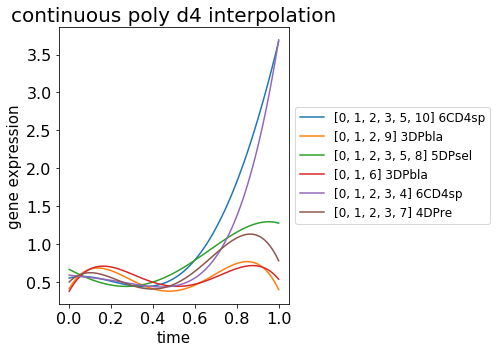 continuous poly d4 interpolation
gene expression
3.5
3.0
2.5
2.0
1.5
1.0
0.5
0.0 0.2 0.4 0.6 0.8 1.0
time
[0, 1, 2, 3, 5, 10] 6CD4sp
[0, 1, 2, 9] 3DPbla
[0, 1, 2, 3, 5, 8] 5DPsel
[0, 1, 6] 3DPbla
[0, 1, 2, 3, 4] 6CD4sp
[0, 1, 2, 3, 7] 4DPre